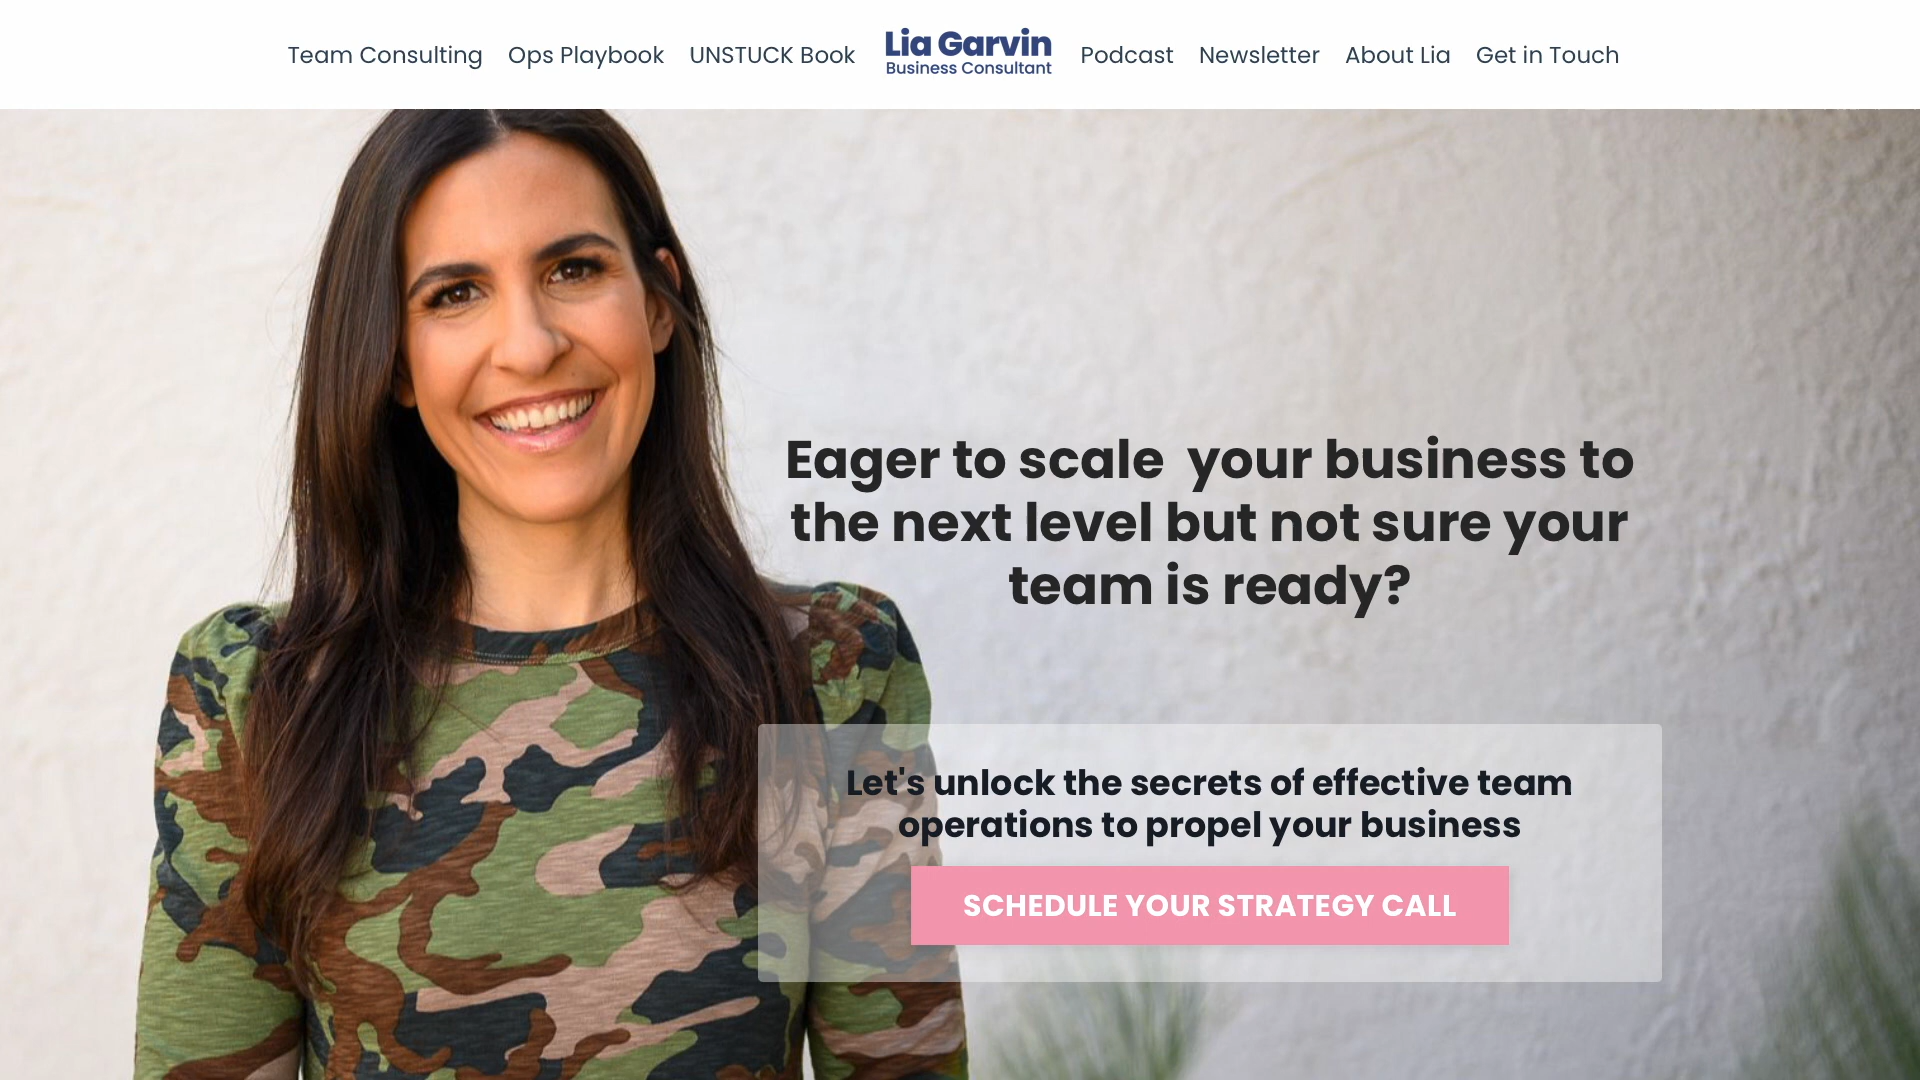 Team Consulting
Ops Playbook
UNSTUCK Book
Lia Garvin
Business Consultant
Podcast
Newsletter
About Lia
Get in Touch
Eager to scale  your business to
the next level but not sure your
team is ready?
Let's unlock the secrets of effective team
operations to propel your business
SCHEDULE YOUR STRATEGY CALL